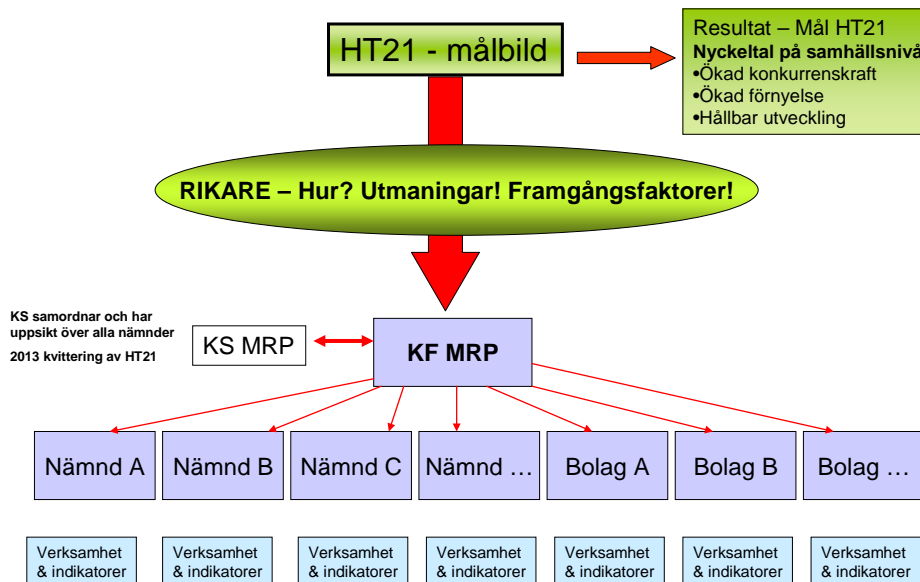 HT21 - målbild
Resultat – Mål HT21
Nyckeltal på samhällsnivå
•Ökad konkurrenskraft
•Ökad förnyelse
•Hållbar utveckling
RIKARE – Hur? Utmaningar! Framgångsfaktorer!
KS samordnar och har
uppsikt över alla nämnder
2013 kvittering av HT21
KS MRP
KF MRP
Nämnd A
Nämnd B
Nämnd C
Nämnd …
Bolag A
Bolag B
Bolag …
Verksamhet
& indikatorer
Verksamhet
& indikatorer
Verksamhet
& indikatorer
Verksamhet
& indikatorer
Verksamhet
& indikatorer
Verksamhet
& indikatorer
Verksamhet
& indikatorer